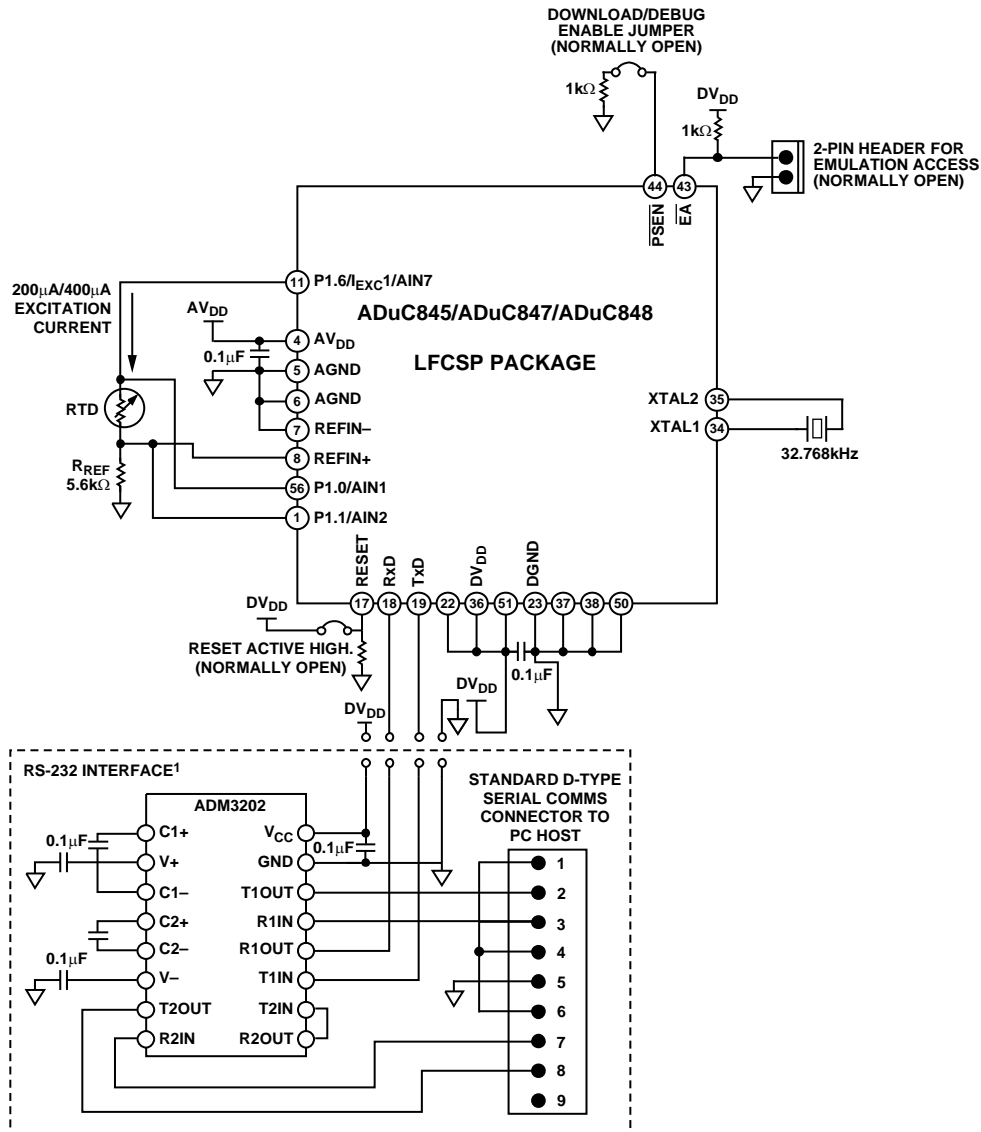 DOWNLOAD/DEBUG
ENABLE JUMPER
(NORMALLY OPEN)
1kΩ
DVDD
1kΩ
2-PIN HEADER FOR
EMULATION ACCESS
(NORMALLY OPEN)
44
43
PSEN
EA
11 P1.6/IEXC1/AIN7
200μA/400μA
EXCITATION
CURRENT
ADuC845/ADuC847/ADuC848
LFCSP PACKAGE
AVDD
4 AVDD
0.1μF
5 AGND
6 AGND
7 REFIN–
8 REFIN+
56 P1.0/AIN1
1 P1.1/AIN2
RTD
RREF
5.6kΩ
XTAL2 35
XTAL1 34
32.768kHz
RESET
RxD
TxD
DVDD
DGND
17
18
19
22
36
51
23
37
38
50
DVDD
RESET ACTIVE HIGH.
(NORMALLY OPEN)
0.1μF
DVDD
DVDD
RS-232 INTERFACE1
STANDARD D-TYPE
SERIAL COMMS
CONNECTOR TO
PC HOST
ADM3202
C1+
V+
C1–
C2+
C2–
V–
T2OUT
R2IN
0.1μF
0.1μF
VCC
GND
T1OUT
R1IN
R1OUT
T1IN
T2IN
R2OUT
0.1μF
1
2
3
4
5
6
7
8
9